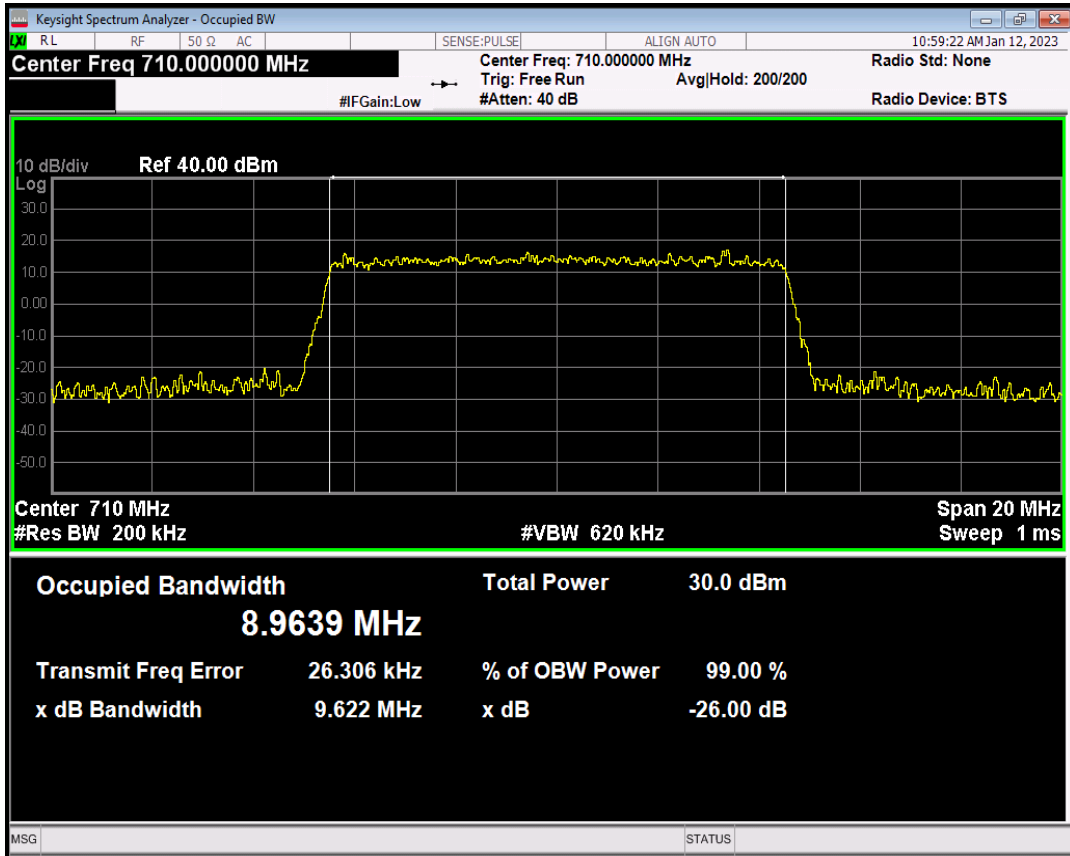 Keysight Spectrum Analyzer - Occupied BW
LXI RL RF 50 Ω AC SENSE:PULSE ALIGN AUTO 10:59:22 AM Jan 12, 2023
Center Freq 710.000000 MHz Center Freq: 710.000000 MHz Radio Std: None
Trig: Free Run Avg|Hold: 200/200
#IFGain:Low #Atten: 40 dB Radio Device: BTS
10 dB/div Ref 40.00 dBm
Log
30.0
20.0
10.0
0.00
-10.0
-20.0
-30.0
-40.0
-50.0
Center 710 MHz Span 20 MHz
#Res BW 200 kHz #VBW 620 kHz Sweep 1 ms
Occupied Bandwidth Total Power 30.0 dBm
8.9639 MHz
Transmit Freq Error 26.306 kHz % of OBW Power 99.00 %
x dB Bandwidth 9.622 MHz x dB -26.00 dB
MSG STATUS